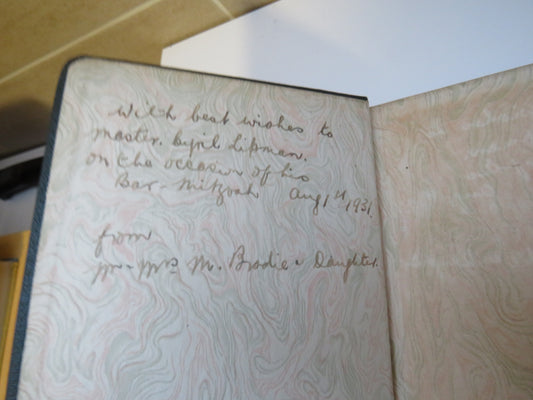 With best wishes to
master. Cyril Lipman.
on the occasion of his
Bar-Mitzvah Aug 1st 1931.
from
Mr. Mrs M. Brodie & Daughter.